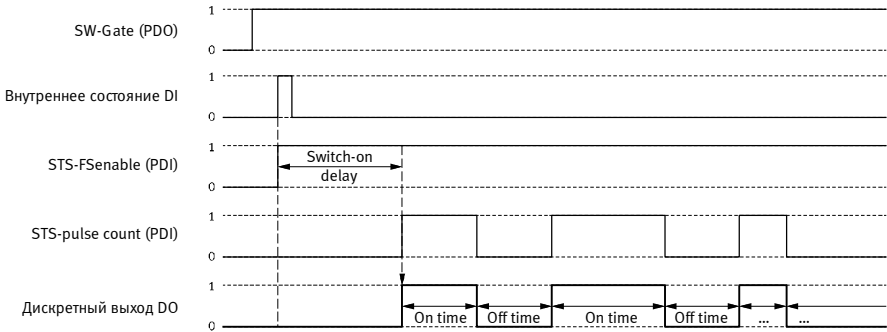 1
SW-Gate (PDO)
0
1
Внутреннее состояние DI
0
1
Switch-on
STS-FSenable (PDI)
delay
0
1
STS-pulse count (PDI)
0
1
Дискретный выход DO
On time Off time On time Off time ... ...
0